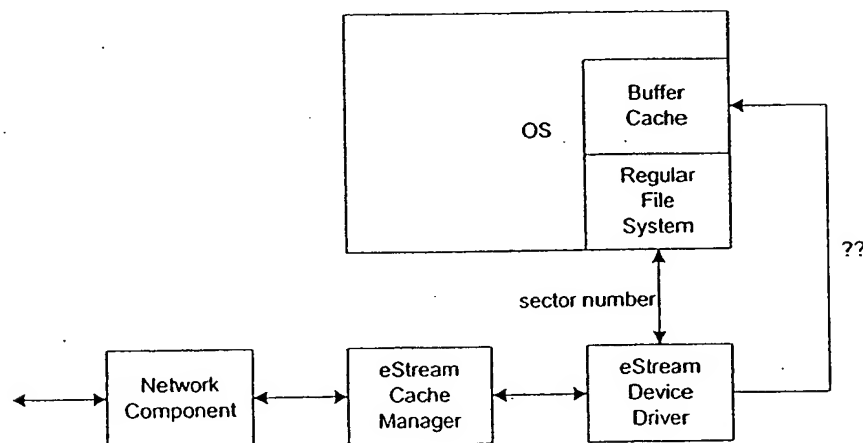 Buffer
Cache
OS
Regular
File
System
??
sector number
Network
Component
eStream
Cache
Manager
eStream
Device
Driver